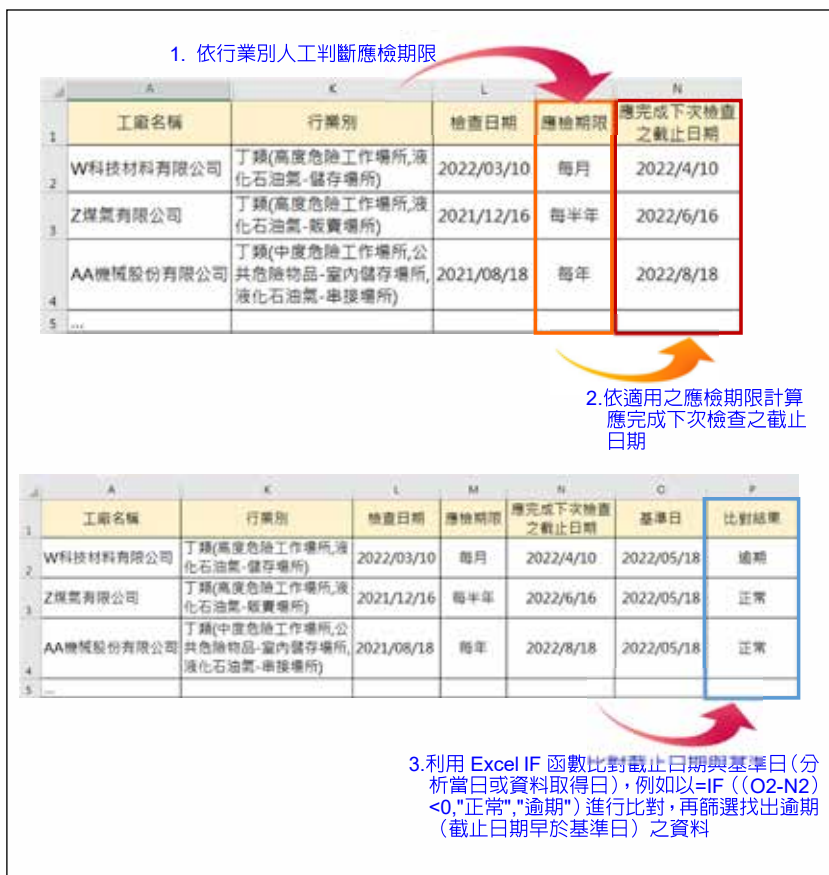 1. 依行業別人工判斷應檢期限
A K L N
1 工廠名稱 行業別 檢查日期 應檢期限 應完成下次檢查
之截止日期
2 W科技材料有限公司 丁類(高度危險工作場所,液
化石油氣-儲存場所) 2022/03/10 每月 2022/4/10
3 Z煤氣有限公司 丁類(高度危險工作場所,液
化石油氣-販賣場所) 2021/12/16 每半年 2022/6/16
4 AA機械股份有限公司 丁類(中度危險工作場所,公
共危險物品-室內儲存場所,
液化石油氣-串接場所) 2021/08/18 每年 2022/8/18
5 ...
2.依適用之應檢期限計算
應完成下次檢查之截止
日期
A K L M N O P
1 工廠名稱 行業別 檢查日期 應檢期限 應完成下次檢查
之截止日期 基準日 比對結果
2 W科技材料有限公司 丁類(高度危險工作場所,液
化石油氣-儲存場所) 2022/03/10 每月 2022/4/10 2022/05/18 逾期
3 Z煤氣有限公司 丁類(高度危險工作場所,液
化石油氣-販賣場所) 2021/12/16 每半年 2022/6/16 2022/05/18 正常
4 AA機械股份有限公司 丁類(中度危險工作場所,公
共危險物品-室內儲存場所,
液化石油氣-串接場所) 2021/08/18 每年 2022/8/18 2022/05/18 正常
5 ...
3.利用 Excel IF 函數比對截止日期與基準日(分
析當日或資料取得日),例如以=IF((O2-N2)
<0,"正常","逾期")進行比對,再篩選找出逾期
(截止日期早於基準日)之資料